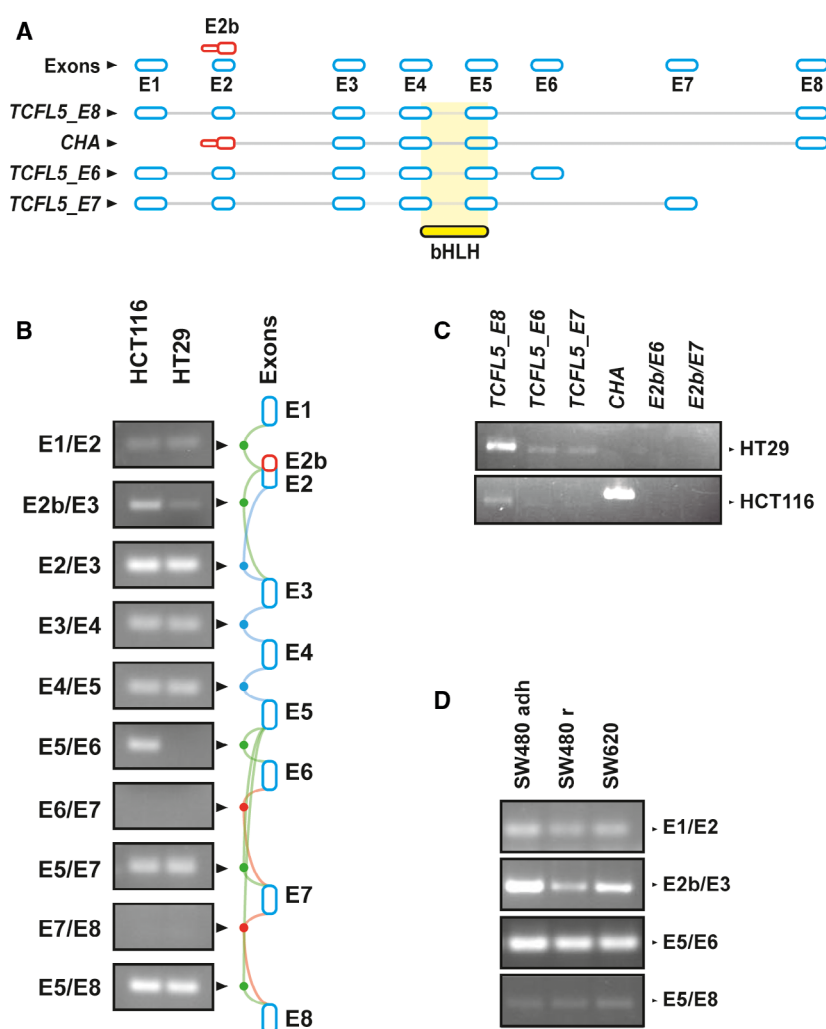 A
E2b
Exons
E1 E2 E3 E4 E5 E6 E7 E8
TCFL5_E8
CHA
TCFL5_E6
TCFL5_E7
bHLH
B
HCT116 HT29 Exons
E1/E2
E2b/E3
E2/E3
E3/E4
E4/E5
E5/E6
E6/E7
E5/E7
E7/E8
E5/E8
E1
E2b
E2
E3
E4
E5
E6
E7
E8
C
TCFL5_E8 TCFL5_E6 TCFL5_E7 CHA E2b/E6 E2b/E7
HT29
HCT116
D
SW480 adh SW480 r SW620
E1/E2
E2b/E3
E5/E6
E5/E8